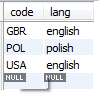 code lang
GBR english
POL polish
USA english
NULL NULL